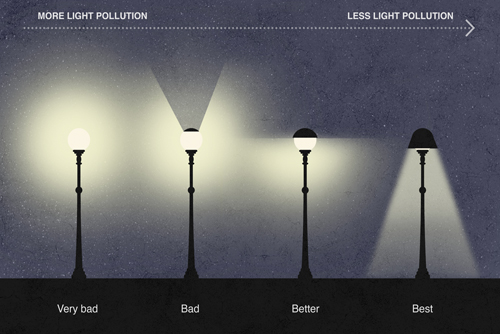 MORE LIGHT POLLUTION
LESS LIGHT POLLUTION
Very bad
Bad
Better
Best